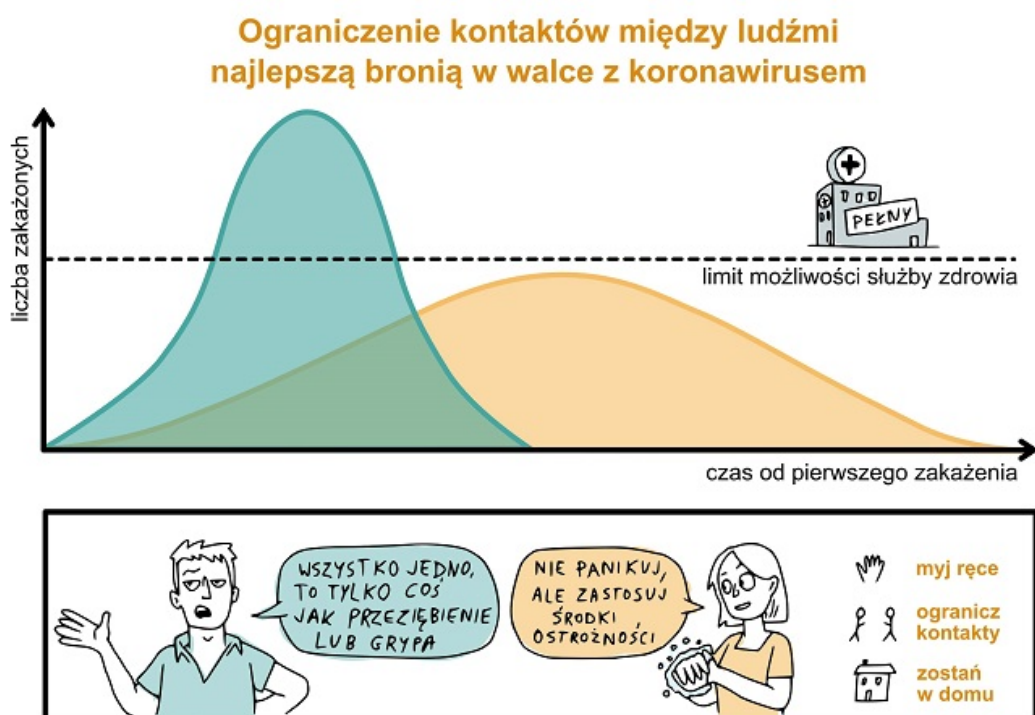 Ograniczenie kontaktów między ludźmi
najlepszą bronią w walce z koronawirusem
liczba zakażonych
PEŁNY
limit możliwości służby zdrowia
czas od pierwszego zakażenia
WSZYSTKO JEDNO,
TO TYLKO COŚ
JAK PRZEZIĘBIENIE
LUB GRYPA
NIE PANIKUJ,
ALE ZASTOSUJ
ŚRODKI
OSTROŻNOŚCI
myj ręce
ogranicz
kontakty
zostań
w domu